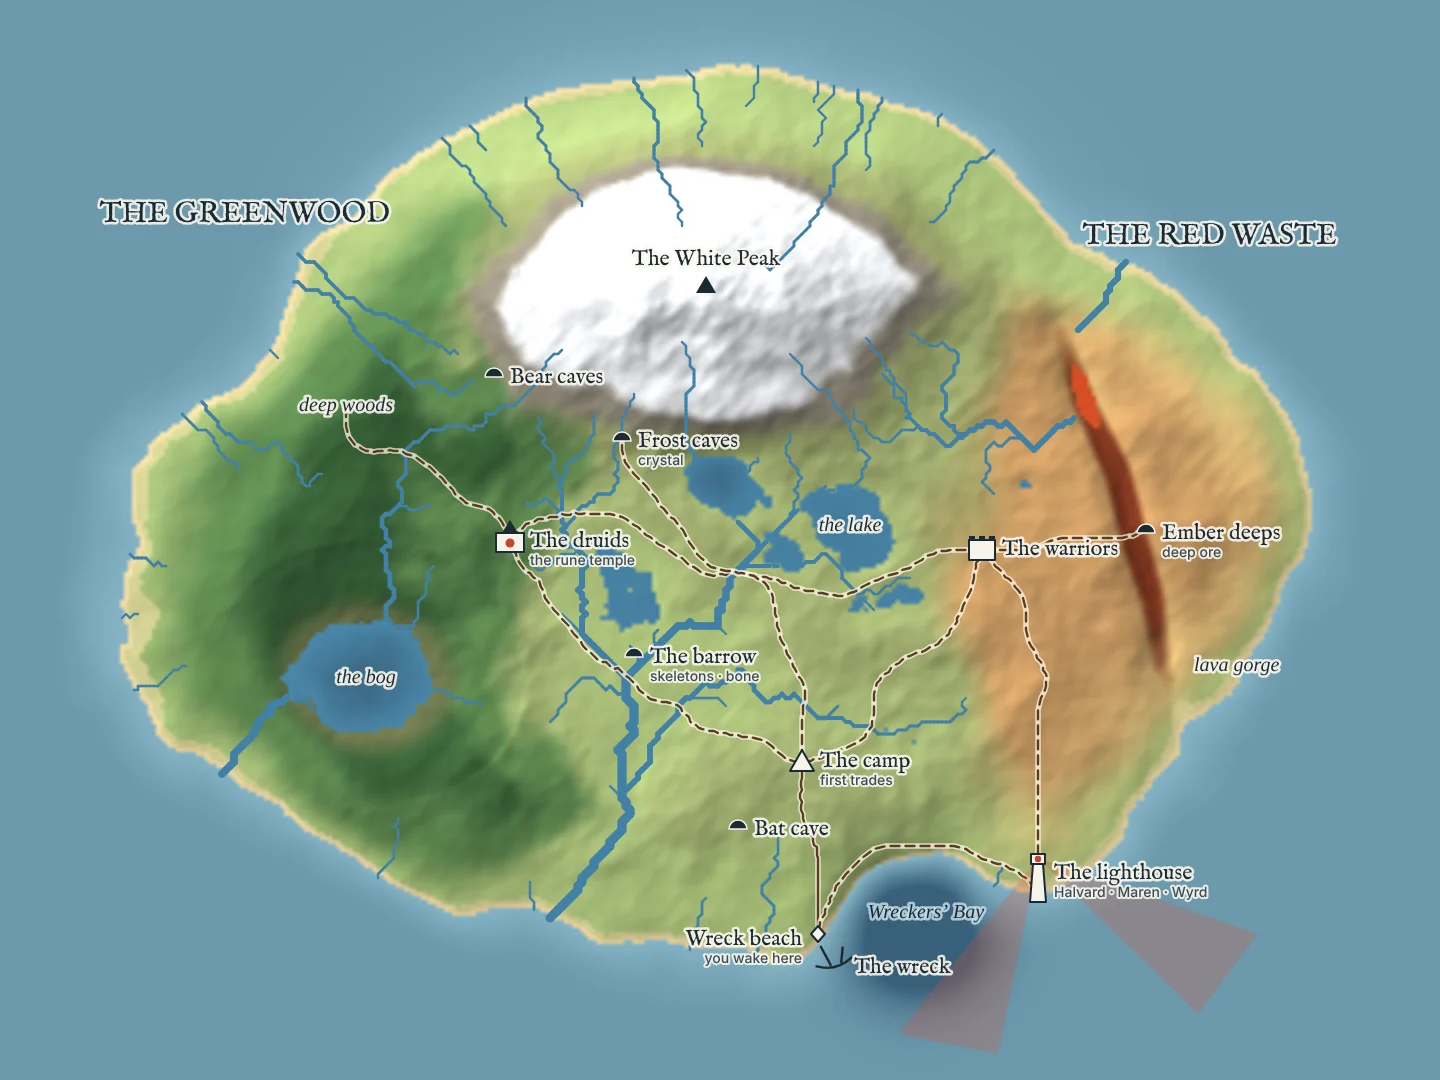 THE GREENWOOD
THE RED WASTE
The White Peak
Bear caves
deep woods
Frost caves
crystal
the lake
The druids
the rune temple
The warriors
Ember deeps
deep ore
The barrow
skeletons · bone
lava gorge
the bog
The camp
first trades
Bat cave
The lighthouse
Halvard · Maren · Wyrd
Wreckers’ Bay
Wreck beach
you wake here
The wreck